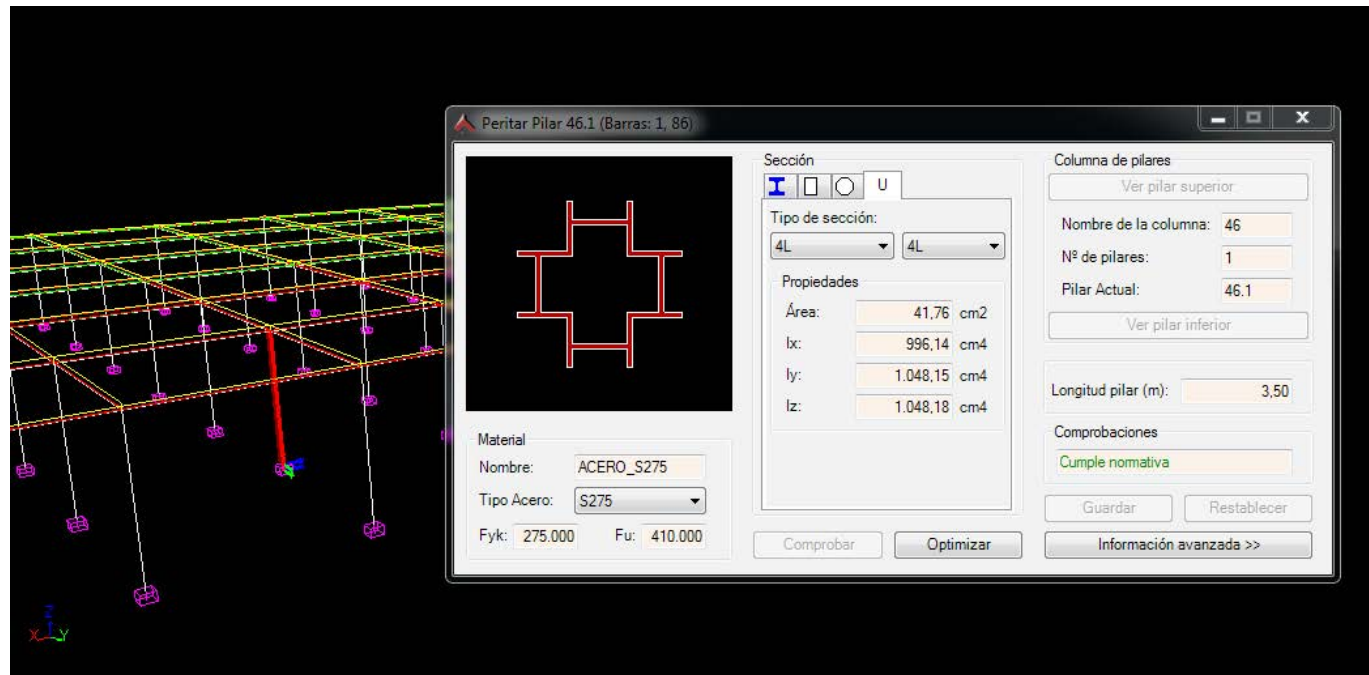 Peritar Pilar 46.1 (Barras: 1, 86)
Sección
U
Tipo de sección:
4L
4L
Propiedades
Área: 41,76 cm2
Ix: 996,14 cm4
Iy: 1.048,15 cm4
Iz: 1.048,18 cm4
Comprobar
Optimizar
Material
Nombre: ACERO_S275
Tipo Acero: S275
Fyk: 275.000 Fu: 410.000
Columna de pilares
Ver pilar superior
Nombre de la columna: 46
Nº de pilares: 1
Pilar Actual: 46.1
Ver pilar inferior
Longitud pilar (m): 3,50
Comprobaciones
Cumple normativa
Guardar
Restablecer
Información avanzada >>
Z
X
Y